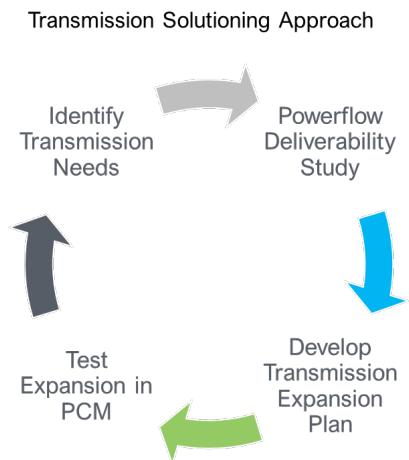 Transmission Solutioning Approach
Identify
Transmission
Needs
Powerflow
Deliverability
Study
Develop
Transmission
Expansion
Plan
Test
Expansion in
PCM